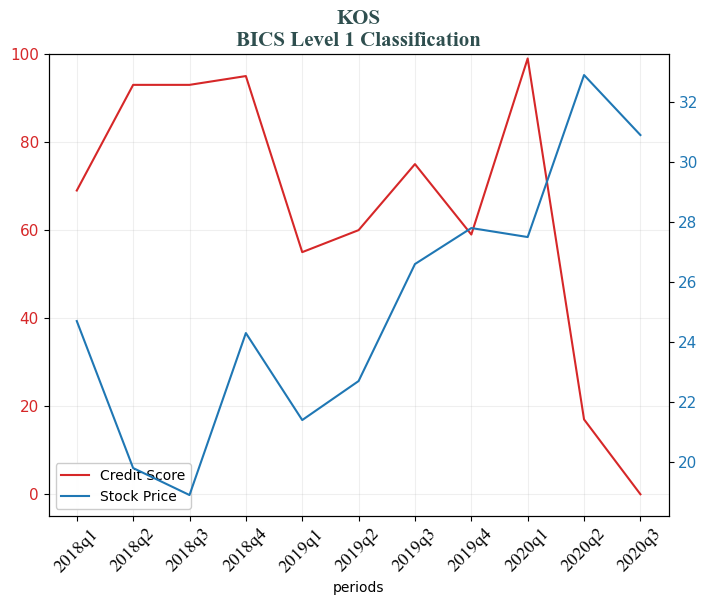 KOS
BICS Level 1 Classification
100
80
60
40
20
0
32
30
28
26
24
22
20
Credit Score
Stock Price
2018q1
2018q2
2018q3
2018q4
2019q1
2019q2
2019q3
2019q4
2020q1
2020q2
2020q3
periods